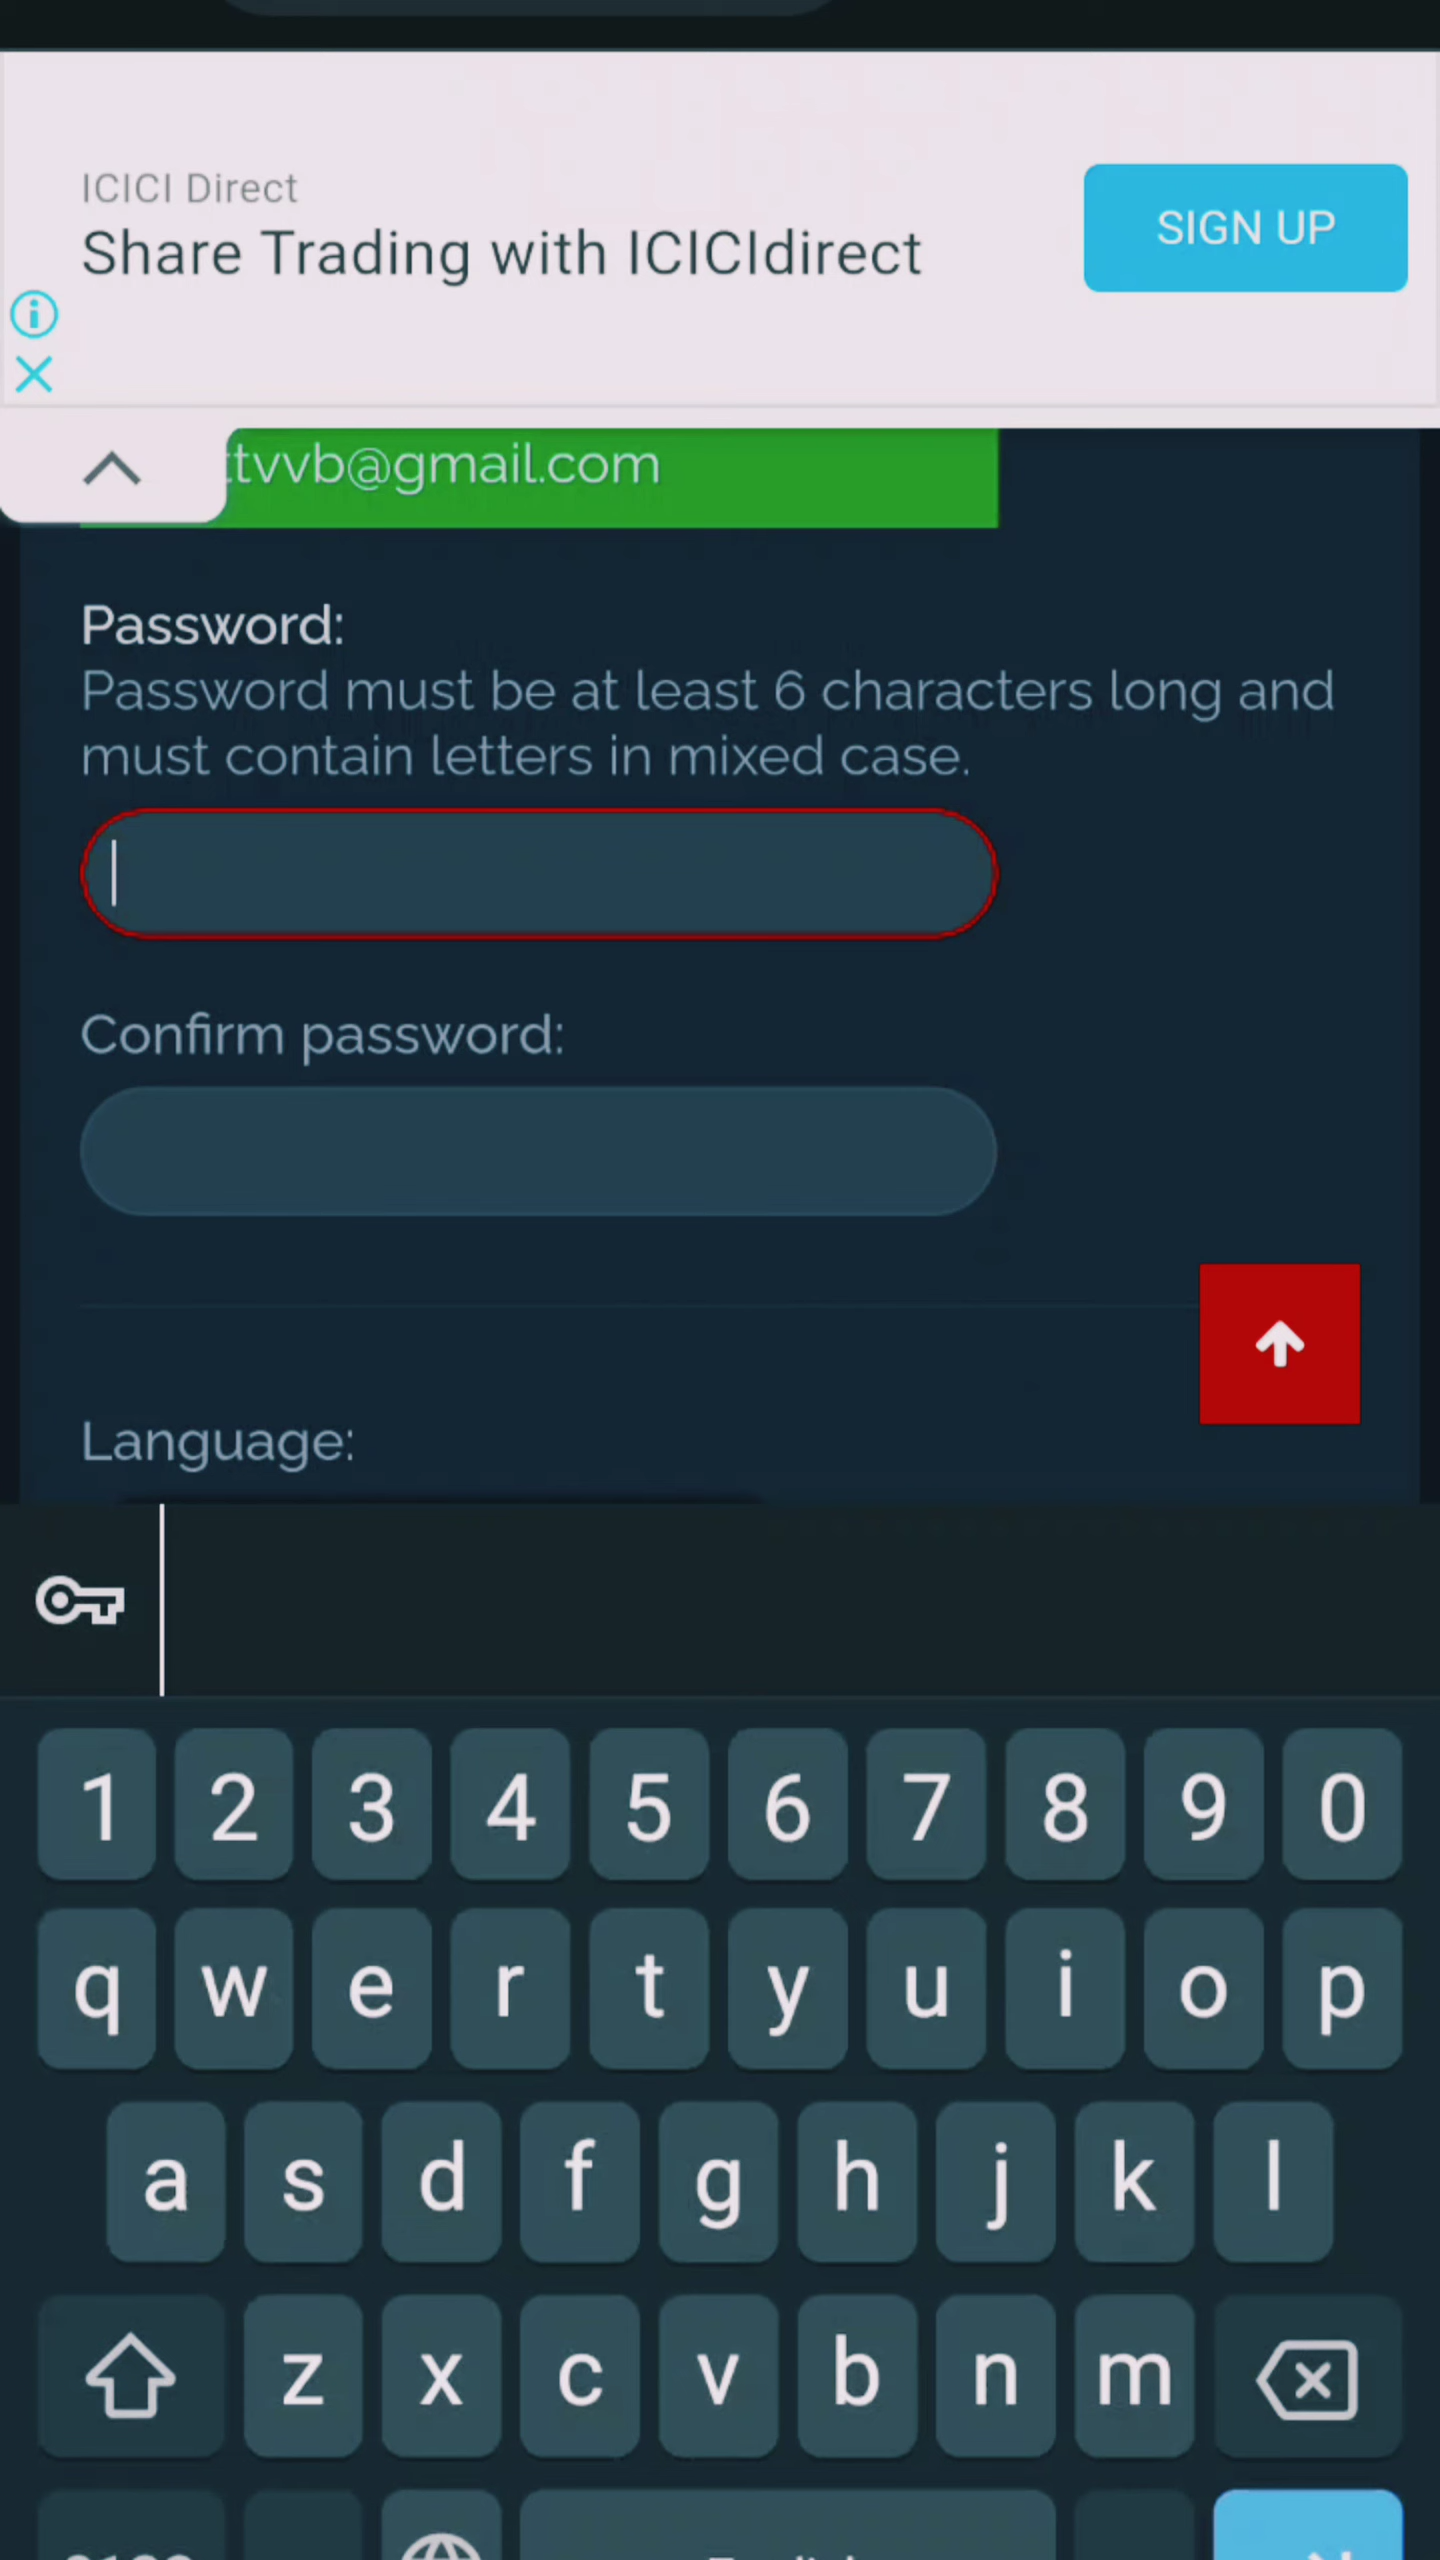 ICICI Direct
Share Trading with ICICIdirect
SIGN UP
ttvvb@gmail.com
Password:
Password must be at least 6 characters long and
must contain letters in mixed case.
Confirm password:
Language:
1 2 3 4 5 6 7 8 9 0
q w e r t y u i o p
a s d f g h j k l
z x c v b n m